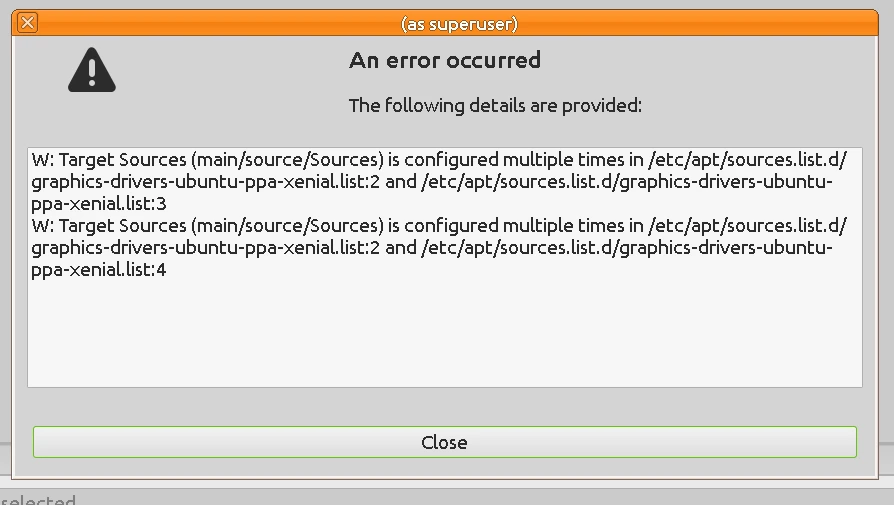 (as superuser)
An error occurred
The following details are provided:
W: Target Sources (main/source/Sources) is configured multiple times in /etc/apt/sources.list.d/
graphics-drivers-ubuntu-ppa-xenial.list:2 and /etc/apt/sources.list.d/graphics-drivers-ubuntu-
ppa-xenial.list:3
W: Target Sources (main/source/Sources) is configured multiple times in /etc/apt/sources.list.d/
graphics-drivers-ubuntu-ppa-xenial.list:2 and /etc/apt/sources.list.d/graphics-drivers-ubuntu-
ppa-xenial.list:4
Close
selected